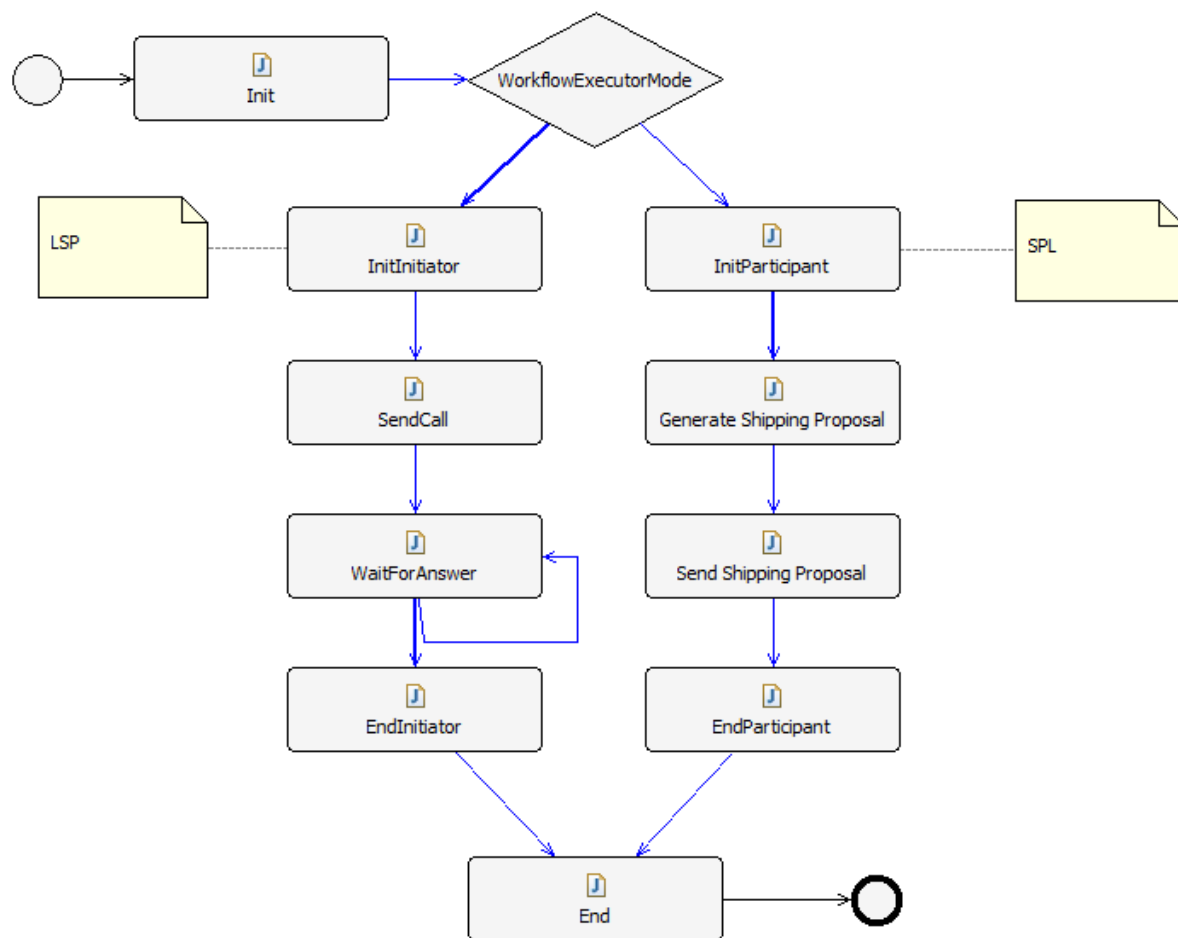 Init
WorkflowExecutorMode
LSP
InitInitiator
InitParticipant
SPL
SendCall
Generate Shipping Proposal
WaitForAnswer
Send Shipping Proposal
EndInitiator
EndParticipant
End